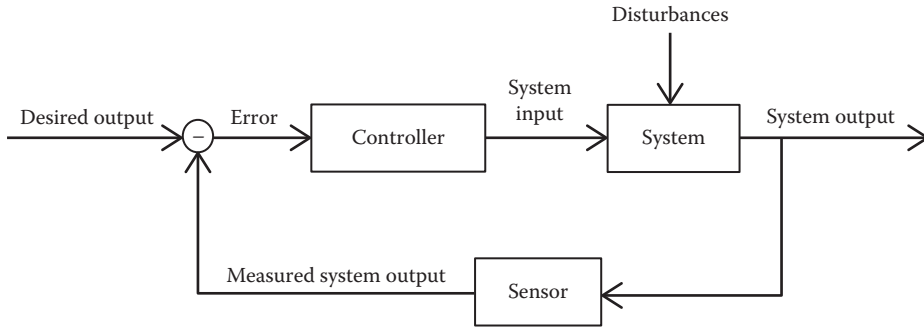 Disturbances
Desired output
−
Error
Controller
System
input
System
System output
Measured system output
Sensor